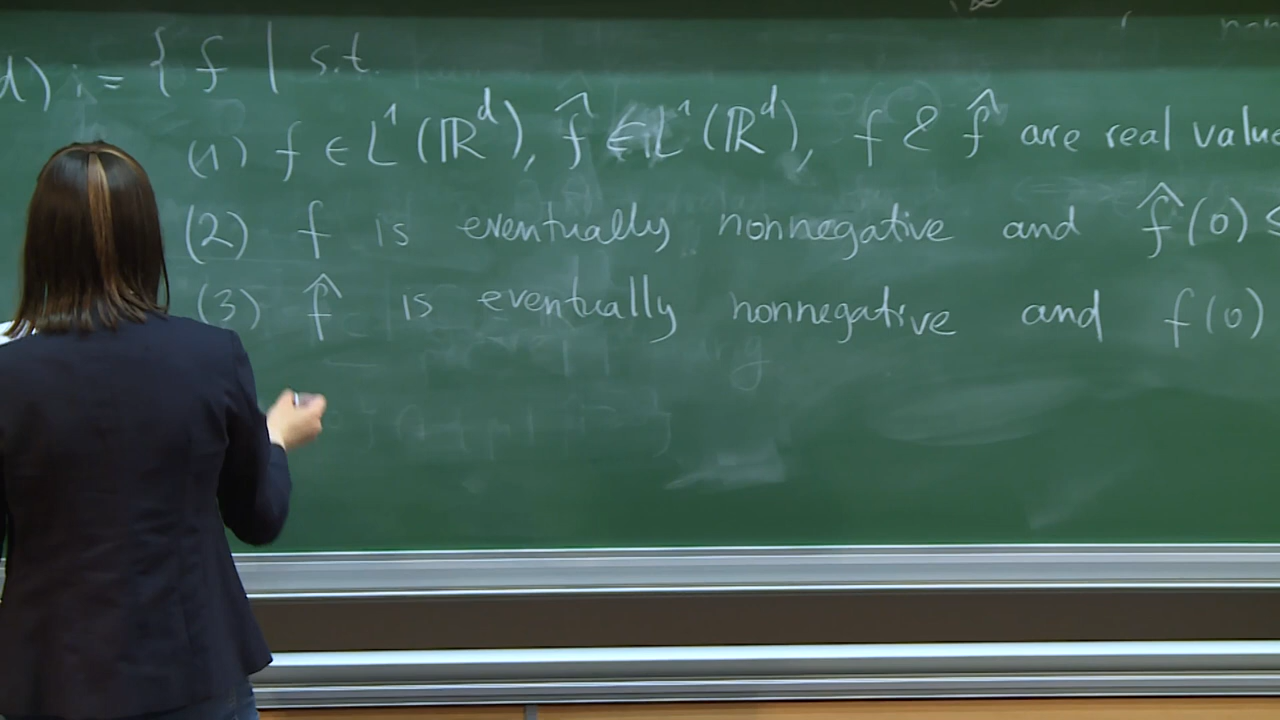 d) := { f | s.t.
(1) f ∈ L¹(ℝᵈ), f̂ ∈ L¹(ℝᵈ), f & f̂ are real value
(2) f is eventually nonnegative and f̂(0) ≤
(3) f̂ is eventually nonnegative and f(0)